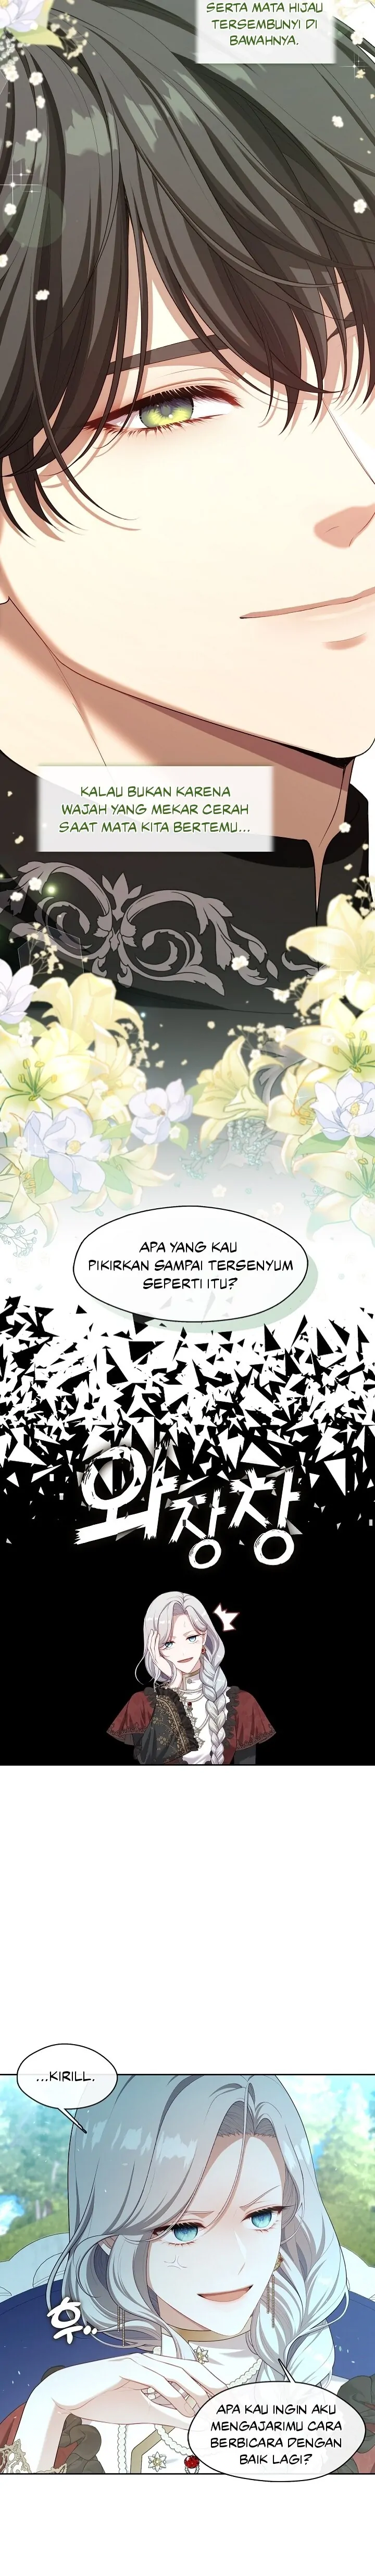 SERTA MATA HIJAU
TERSEMBUNYI DI
BAWAHNYA.
KALAU BUKAN KARENA
WAJAH YANG MEKAR CERAH
SAAT MATA KITA BERTEMU...
APA YANG KAU
PIKIRKAN SAMPAI TERSENYUM
SEPERTI ITU?
와장창
...KIRILL.
후..
APA KAU INGIN AKU
MENGAJARIMU CARA
BERBICARA DENGAN
BAIK LAGI?